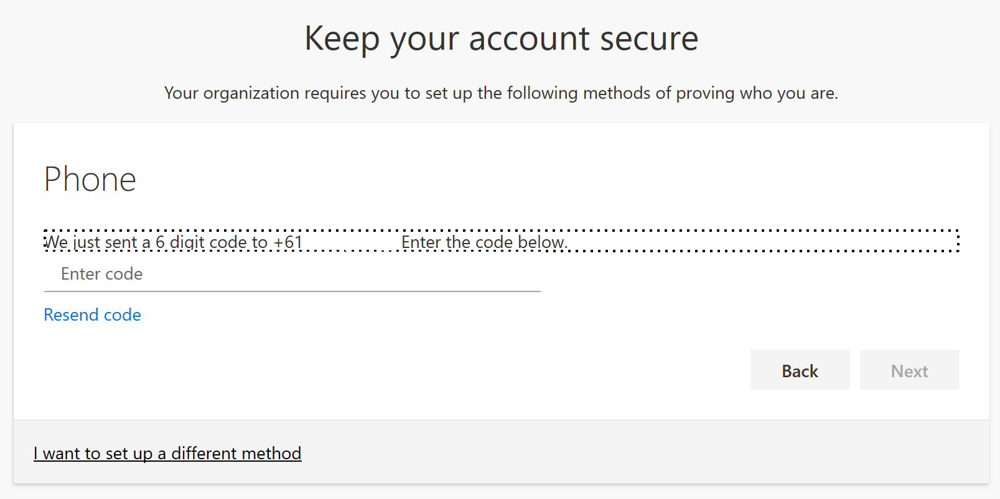 Keep your account secure
Your organization requires you to set up the following methods of proving who you are.
Phone
We just sent a 6 digit code to +61 Enter the code below.
Enter code
Resend code
Back Next
I want to set up a different method